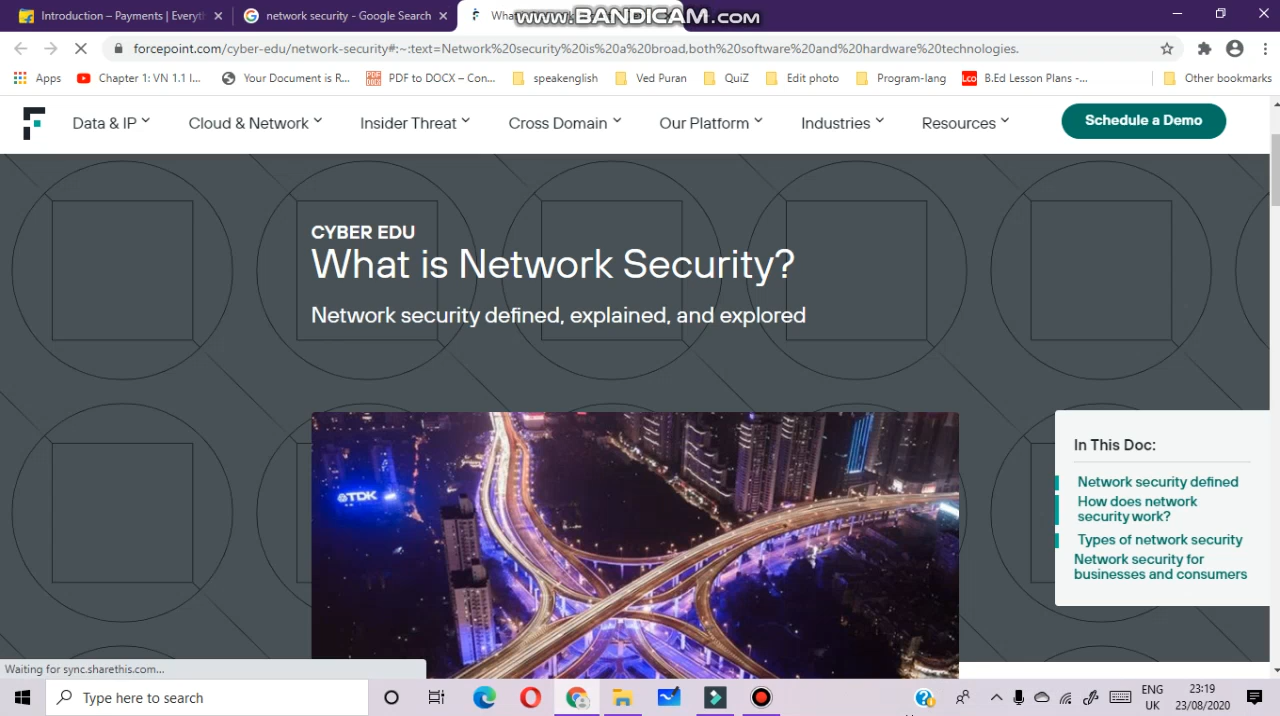 Introduction – Payments | Everyt
network security - Google Search
Wha
www.BANDICAM.com
forcepoint.com/cyber-edu/network-security#:~:text=Network%20security%20is%20a%20broad,both%20software%20and%20hardware%20technologies.
Apps
Chapter 1: VN 1.1 I...
Your Document is R...
PDF to DOCX – Con...
speakenglish
Ved Puran
QuiZ
Edit photo
Program-lang
Lco
B.Ed Lesson Plans -...
Other bookmarks
Data & IP
Cloud & Network
Insider Threat
Cross Domain
Our Platform
Industries
Resources
Schedule a Demo
CYBER EDU
What is Network Security?
Network security defined, explained, and explored
TDK
In This Doc:
Network security defined
How does network
security work?
Types of network security
Network security for
businesses and consumers
Waiting for sync.sharethis.com...
Type here to search
ENG
UK
23:19
23/08/2020